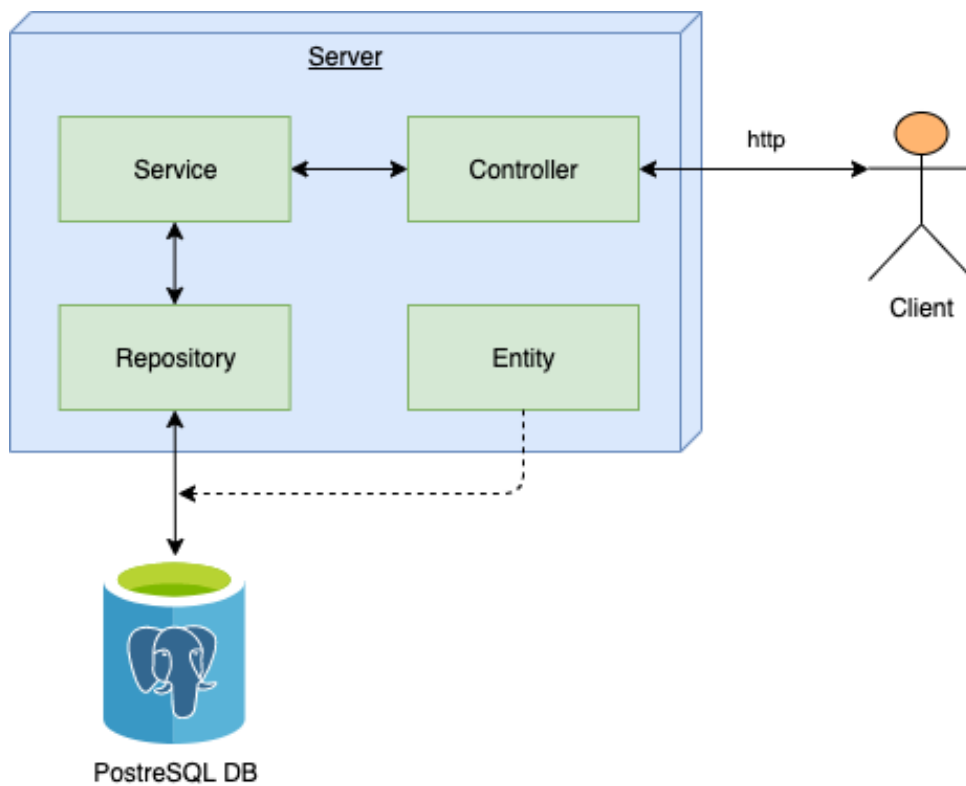 Server
Service
Controller
http
Client
Repository
Entity
PostreSQL DB